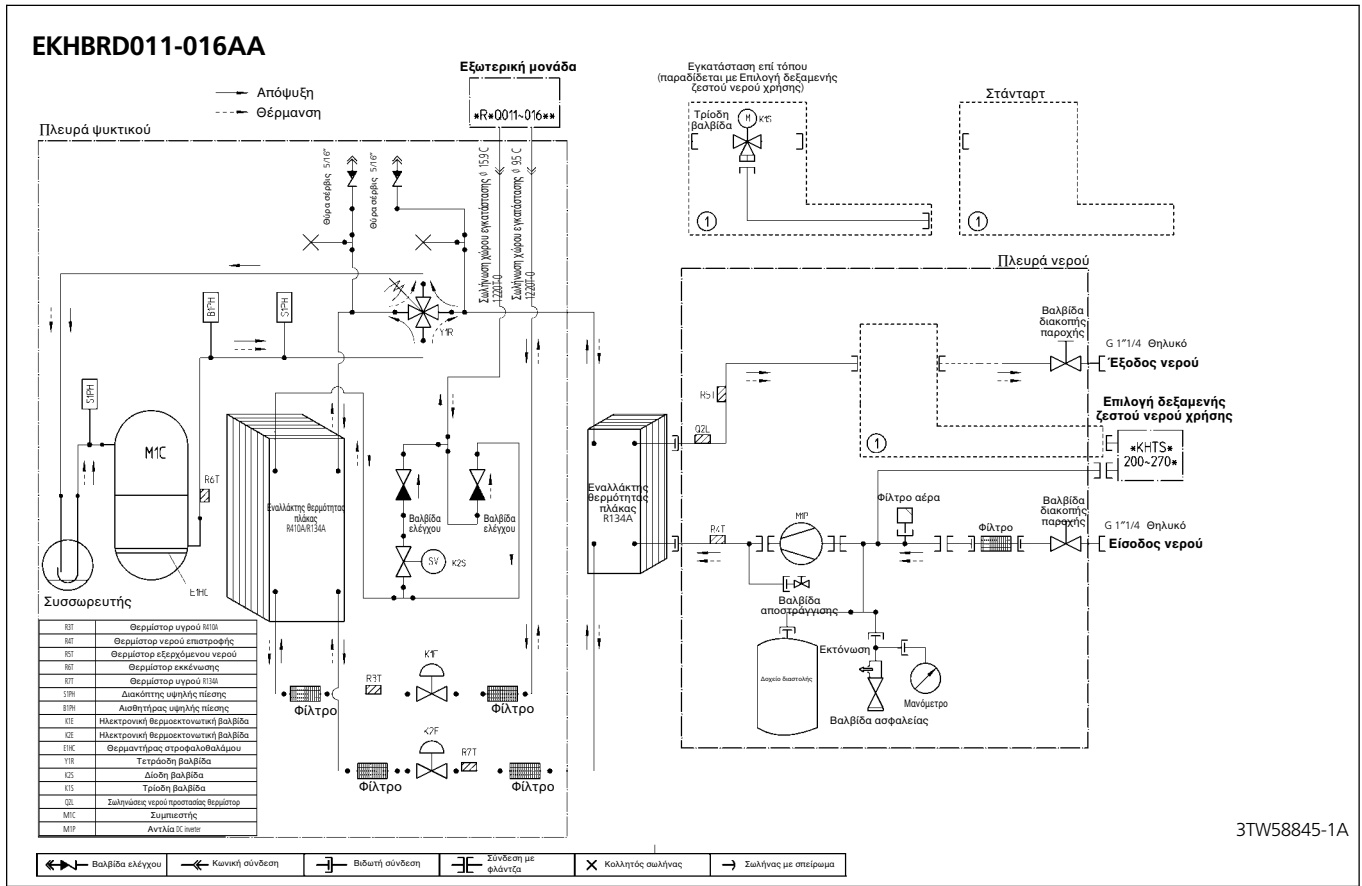 EKHBRD011-016AA
Απόψυξη
Θέρμανση
Εξωτερική μονάδα
*R*Q011~016**
Εγκατάσταση επί τόπου
(παραδίδεται με Επιλογή δεξαμενής
ζεστού νερού χρήσης)
Τρίοδη
βαλβίδα
M
K1S
1
Στάνταρτ
1
Πλευρά ψυκτικού
Θύρα σέρβις 5/16"
Θύρα σέρβις 5/16"
Σωλήνωση χώρου εγκατάστασης φ 15.9 C
1220T-O
Σωλήνωση χώρου εγκατάστασης φ 9.5 C
1220T-O
B1PH
S1PH
Y1R
S1PH
M1C
R6T
E1HC
Συσσωρευτής
Εναλλάκτης θερμότητας
πλάκας
R410A/R134A
Βαλβίδα
ελέγχου
Βαλβίδα
ελέγχου
SV
K2S
K1E
R3T
Φίλτρο
Φίλτρο
K2E
R7T
Φίλτρο
Φίλτρο
Πλευρά νερού
Βαλβίδα
διακοπής
παροχής
G 1"1/4 Θηλυκό
Έξοδος νερού
R5T
Q2L
1
Επιλογή δεξαμενής
ζεστού νερού χρήσης
*KHTS*
200~270*
Εναλλάκτης
θερμότητας
πλάκας
R134A
R4T
M1P
Φίλτρο αέρα
Φίλτρο
Βαλβίδα
διακοπής
παροχής
G 1"1/4 Θηλυκό
Είσοδος νερού
Βαλβίδα
αποστράγγισης
Εκτόνωση
Δοχείο διαστολής
Μανόμετρο
Βαλβίδα ασφαλείας
R3T Θερμίστορ υγρού R410A
R4T Θερμίστορ νερού επιστροφής
R5T Θερμίστορ εξερχόμενου νερού
R6T Θερμίστορ εκκένωσης
R7T Θερμίστορ υγρού R134A
S1PH Διακόπτης υψηλής πίεσης
B1PH Αισθητήρας υψηλής πίεσης
K1E Ηλεκτρονική θερμοεκτονωτική βαλβίδα
K2E Ηλεκτρονική θερμοεκτονωτική βαλβίδα
E1HC Θερμαντήρας στροφαλοθαλάμου
Y1R Τετράοδη βαλβίδα
K2S Δίοδη βαλβίδα
K1S Τρίοδη βαλβίδα
Q2L Σωληνώσεις νερού προστασίας θερμίστορ
M1C Συμπιεστής
M1P Αντλία DC inverter
3TW58845-1A
Βαλβίδα ελέγχου
Κωνική σύνδεση
Βιδωτή σύνδεση
Σύνδεση με
φλάντζα
Κολλητός σωλήνας
Σωλήνας με σπείρωμα